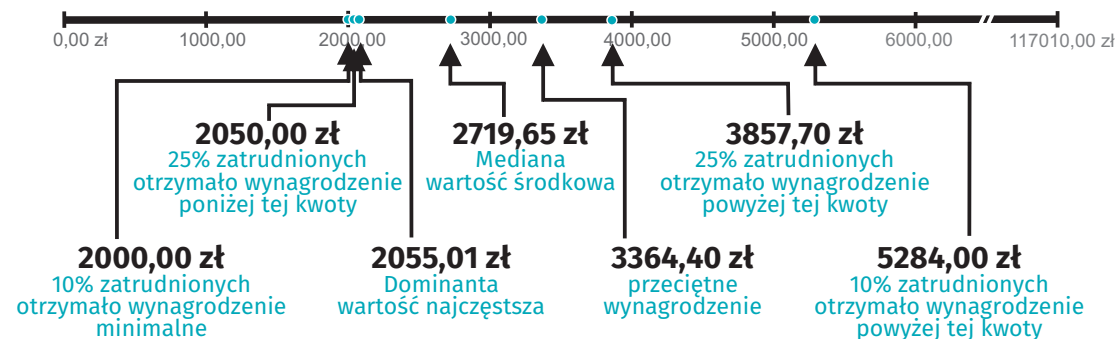 0,00 zł
1000,00
2000,00
3000,00
4000,00
5000,00
6000,00
117010,00 zł
2050,00 zł
25% zatrudnionych
otrzymało wynagrodzenie
poniżej tej kwoty
2719,65 zł
Mediana
wartość środkowa
3857,70 zł
25% zatrudnionych
otrzymało wynagrodzenie
powyżej tej kwoty
2000,00 zł
10% zatrudnionych
otrzymało wynagrodzenie
minimalne
2055,01 zł
Dominanta
wartość najczęstsza
3364,40 zł
przeciętne
wynagrodzenie
5284,00 zł
10% zatrudnionych
otrzymało wynagrodzenie
powyżej tej kwoty